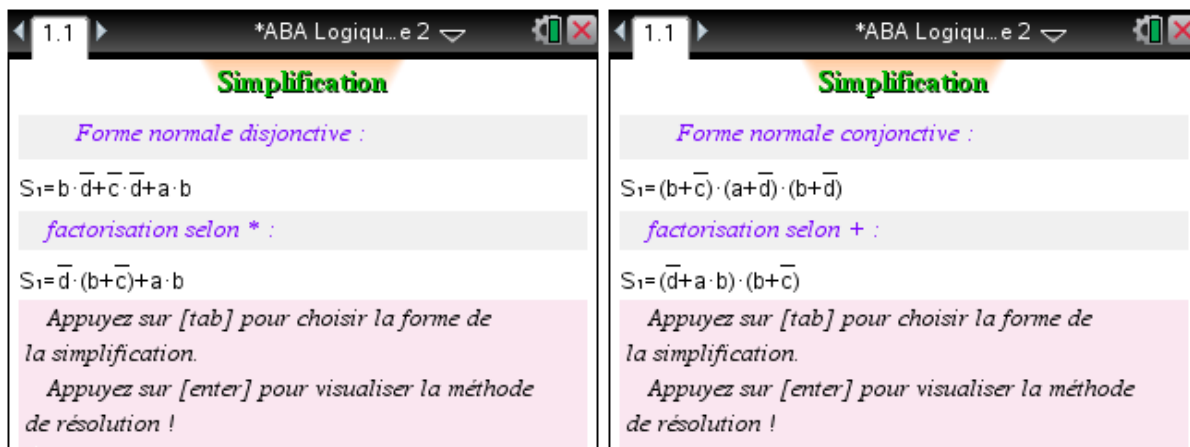 1.1 *ABA Logiqu...e 2
Simplification
Forme normale disjonctive :
S₁=b·d̅+c̅·d̅+a·b
factorisation selon * :
S₁=d̅·(b+c̅)+a·b
Appuyez sur [tab] pour choisir la forme de
la simplification.
Appuyez sur [enter] pour visualiser la méthode
de résolution !
1.1 *ABA Logiqu...e 2
Simplification
Forme normale conjonctive :
S₁=(b+c̅)·(a+d̅)·(b+d̅)
factorisation selon + :
S₁=(d̅+a·b)·(b+c̅)
Appuyez sur [tab] pour choisir la forme de
la simplification.
Appuyez sur [enter] pour visualiser la méthode
de résolution !